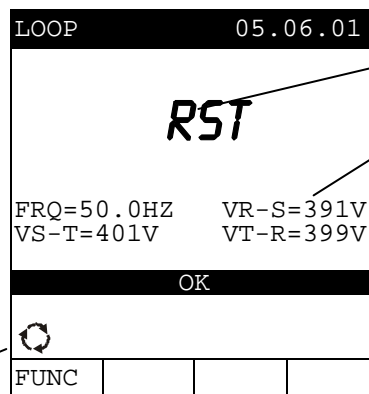 LOOP 05.06.01
RST
FRQ=50.0HZ VR-S=391V
VS-T=401V VT-R=399V
OK
FUNC